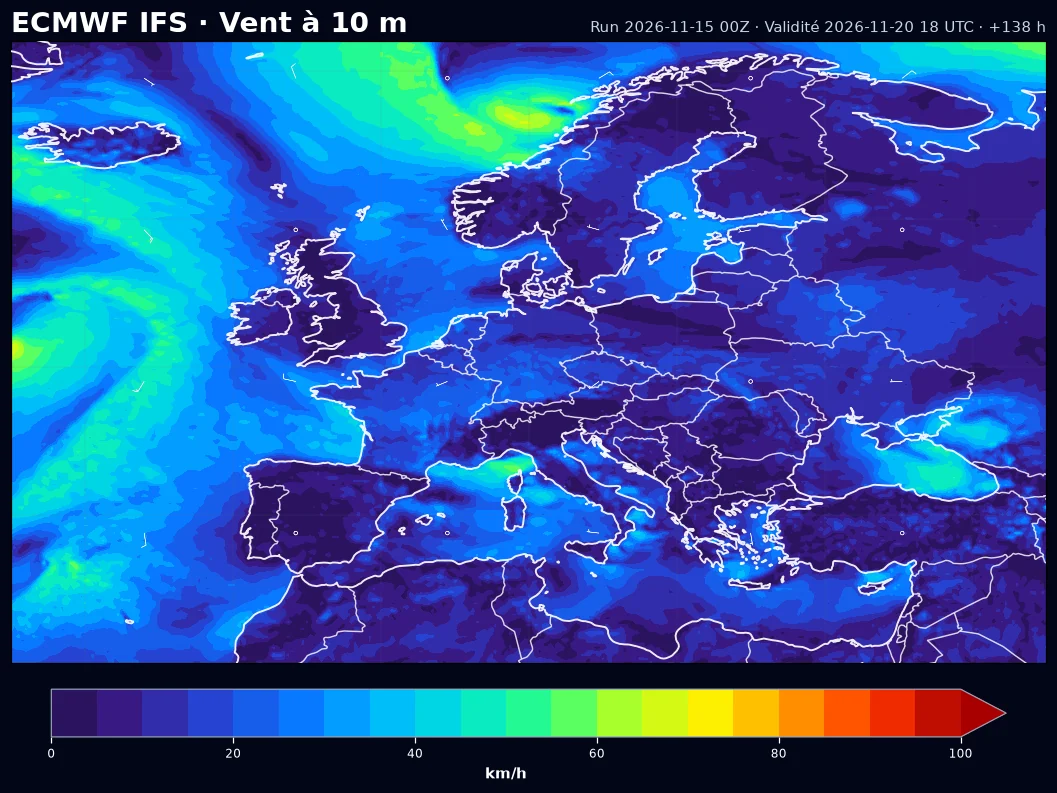 ECMWF IFS · Vent à 10 m
Run 2026-11-15 00Z · Validité 2026-11-20 18 UTC · +138 h
0 20 40 60 80 100
km/h